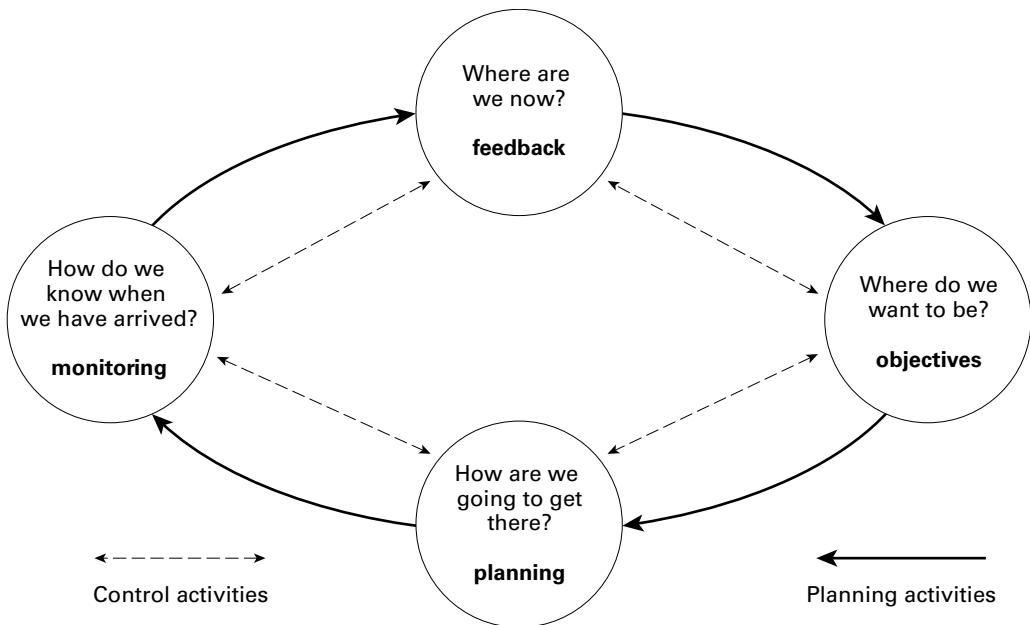 Where are
we now?
feedback
How do we
know when
we have arrived?
monitoring
Where do we
want to be?
objectives
How are we
going to get
there?
planning
Control activities
Planning activities